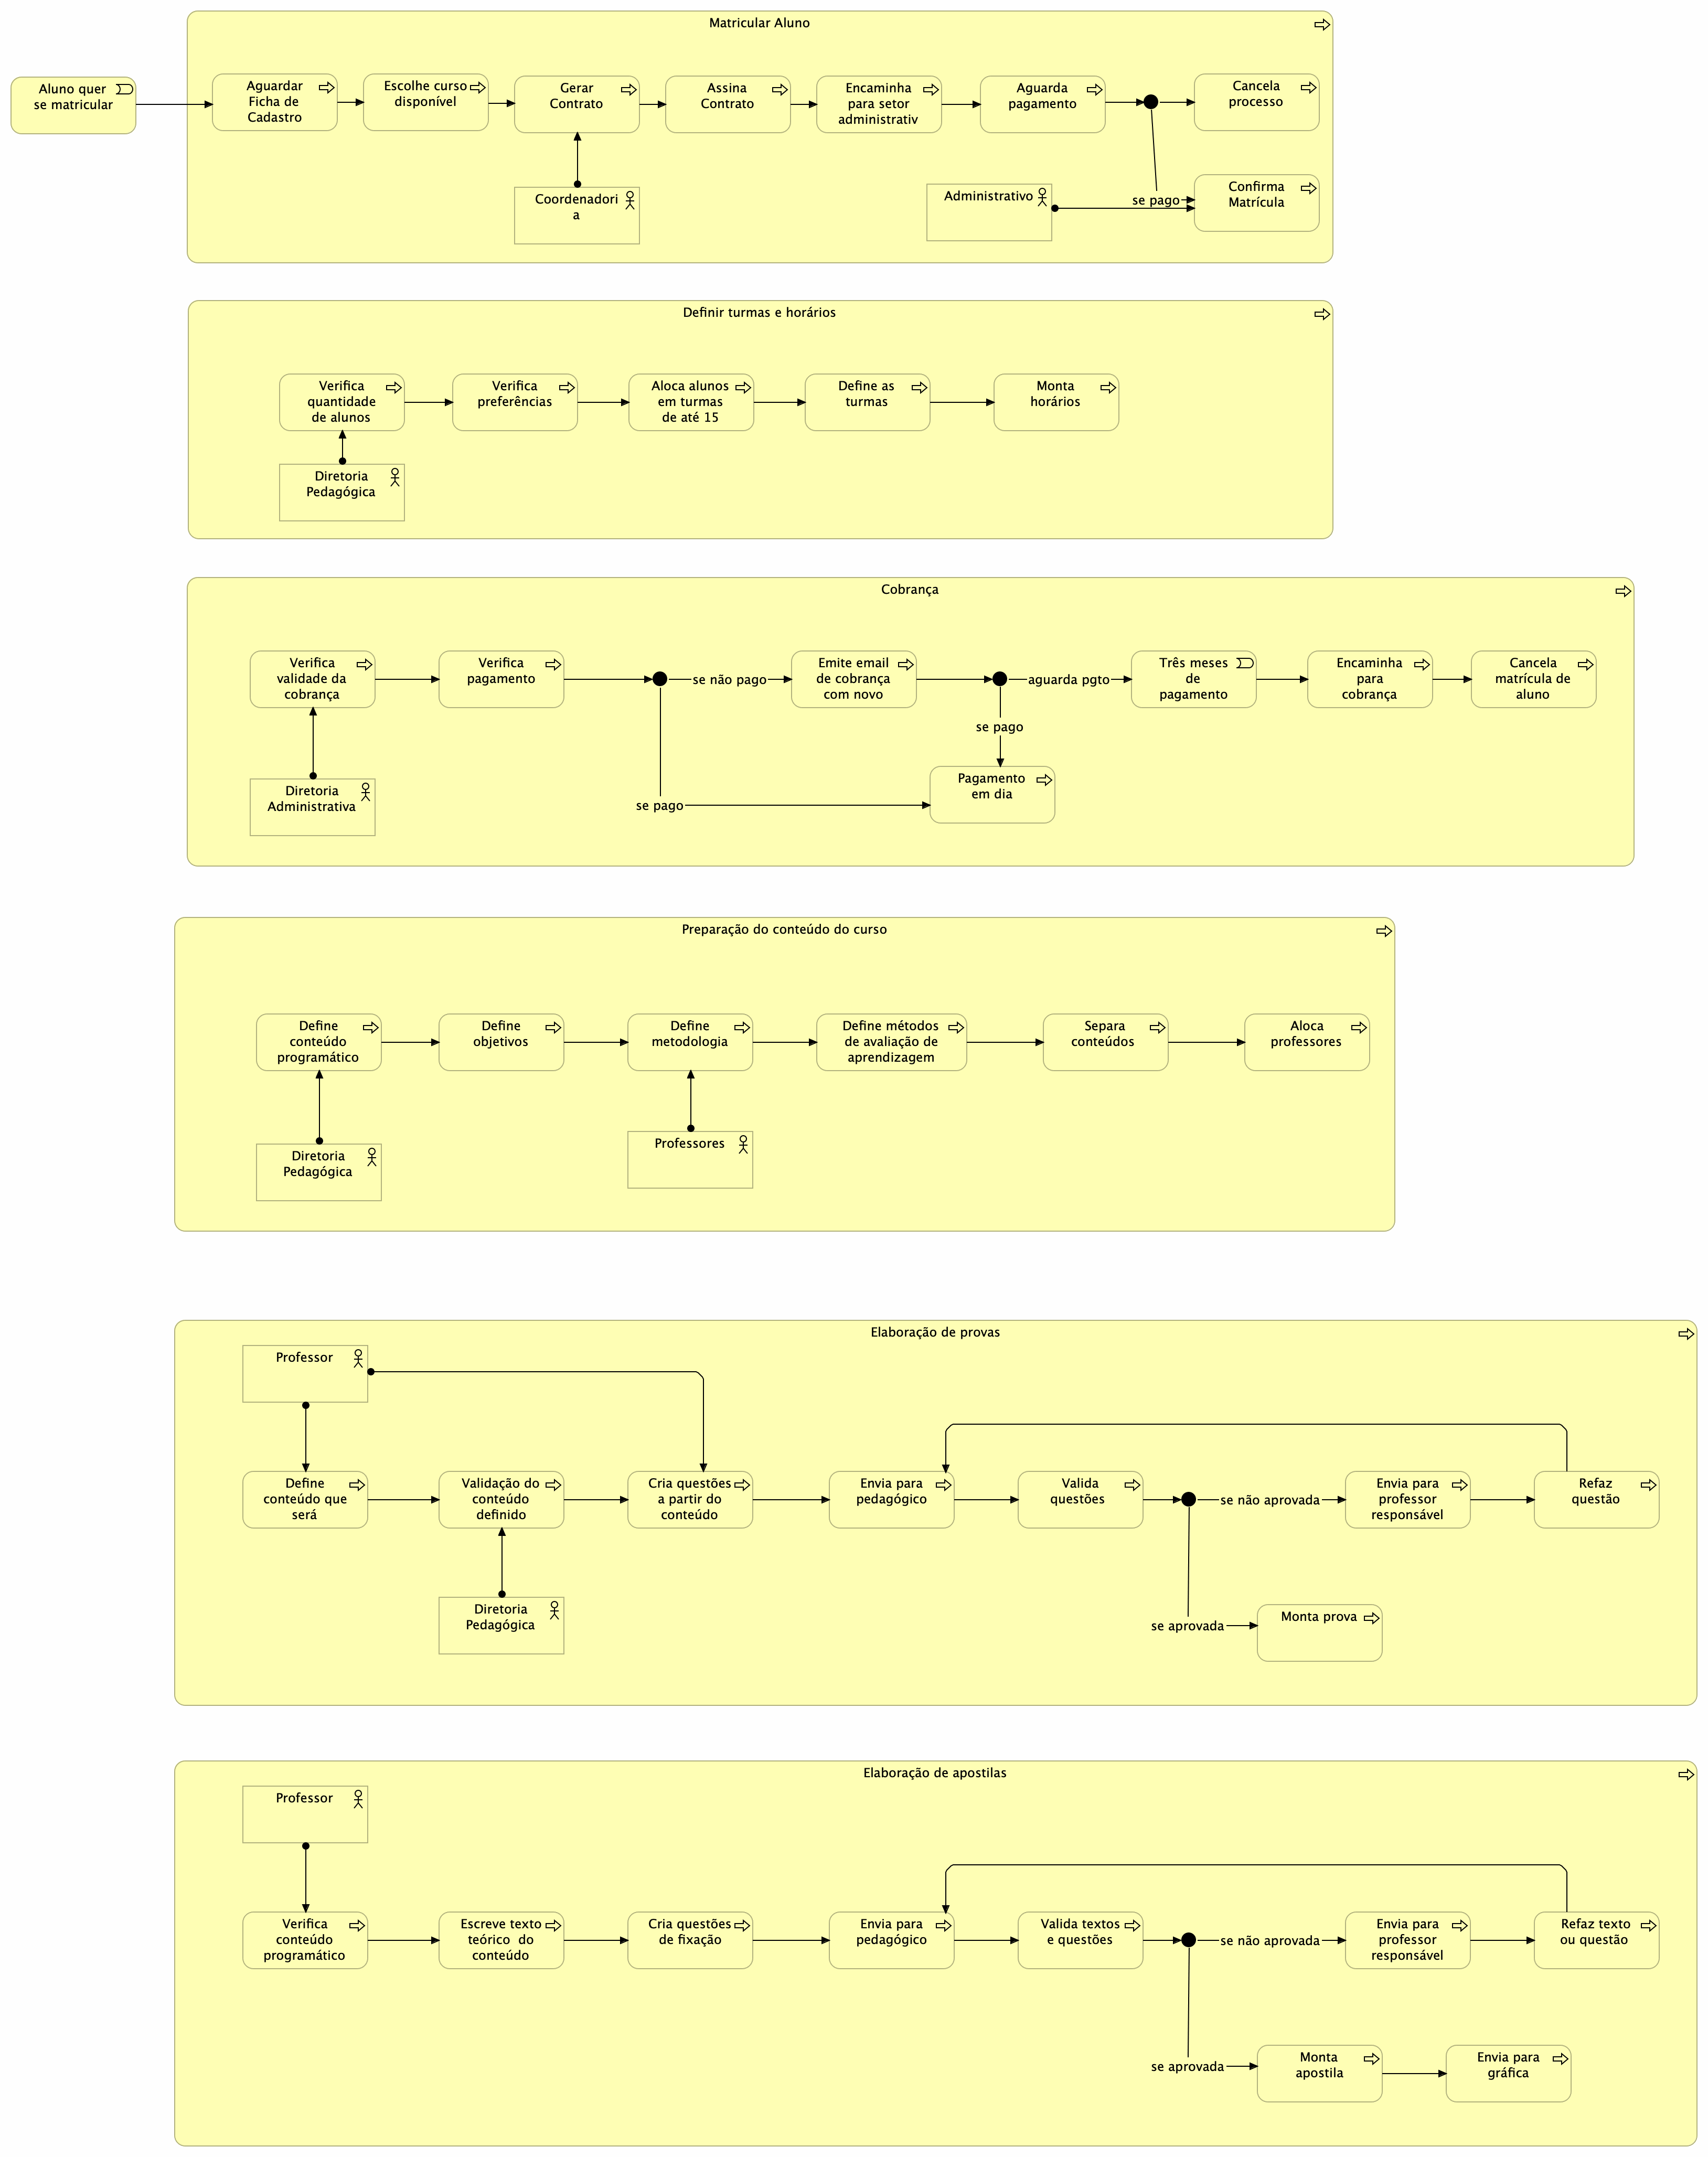 Matricular Aluno
Aluno quer
se matricular
Aguardar
Ficha de
Cadastro
Escolhe curso
disponível
Gerar
Contrato
Assina
Contrato
Encaminha
para setor
administrativ
Aguarda
pagamento
Cancela
processo
Coordenadori
a
Administrativo
se pago
Confirma
Matrícula
Definir turmas e horários
Verifica
quantidade
de alunos
Verifica
preferências
Aloca alunos
em turmas
de até 15
Define as
turmas
Monta
horários
Diretoria
Pedagógica
Cobrança
Verifica
validade da
cobrança
Verifica
pagamento
se não pago
Emite email
de cobrança
com novo
aguarda pgto
Três meses
de
pagamento
Encaminha
para
cobrança
Cancela
matrícula de
aluno
se pago
Diretoria
Administrativa
se pago
Pagamento
em dia
Preparação do conteúdo do curso
Define
conteúdo
programático
Define
objetivos
Define
metodologia
Define métodos
de avaliação de
aprendizagem
Separa
conteúdos
Aloca
professores
Diretoria
Pedagógica
Professores
Elaboração de provas
Professor
Define
conteúdo que
será
Validação do
conteúdo
definido
Cria questões
a partir do
conteúdo
Envia para
pedagógico
Valida
questões
se não aprovada
Envia para
professor
responsável
Refaz
questão
Diretoria
Pedagógica
se aprovada
Monta prova
Elaboração de apostilas
Professor
Verifica
conteúdo
programático
Escreve texto
teórico  do
conteúdo
Cria questões
de fixação
Envia para
pedagógico
Valida textos
e questões
se não aprovada
Envia para
professor
responsável
Refaz texto
ou questão
se aprovada
Monta
apostila
Envia para
gráfica